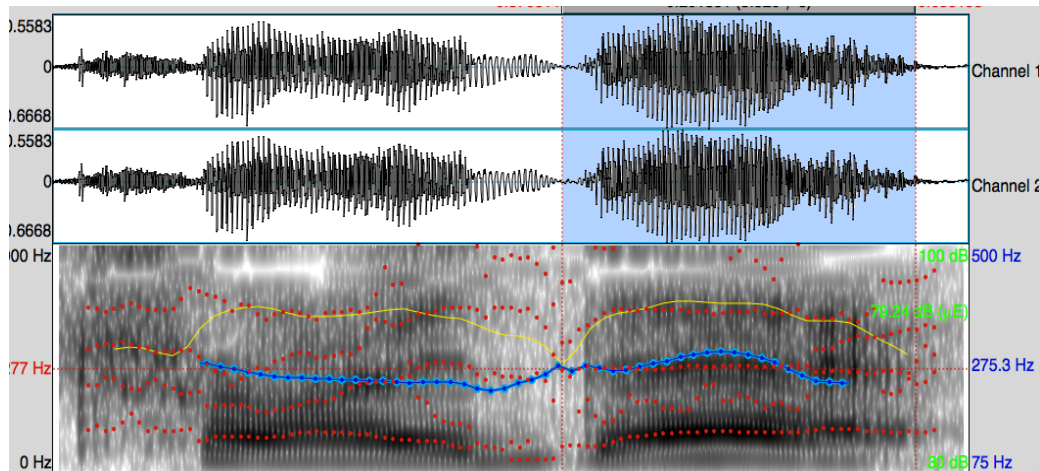 0.5583
0
0.6668
Channel 1
0.5583
0
0.6668
Channel 2
000 Hz
100 dB
500 Hz
79.24 dB (µE)
277 Hz
275.3 Hz
0 Hz
30 dB
75 Hz